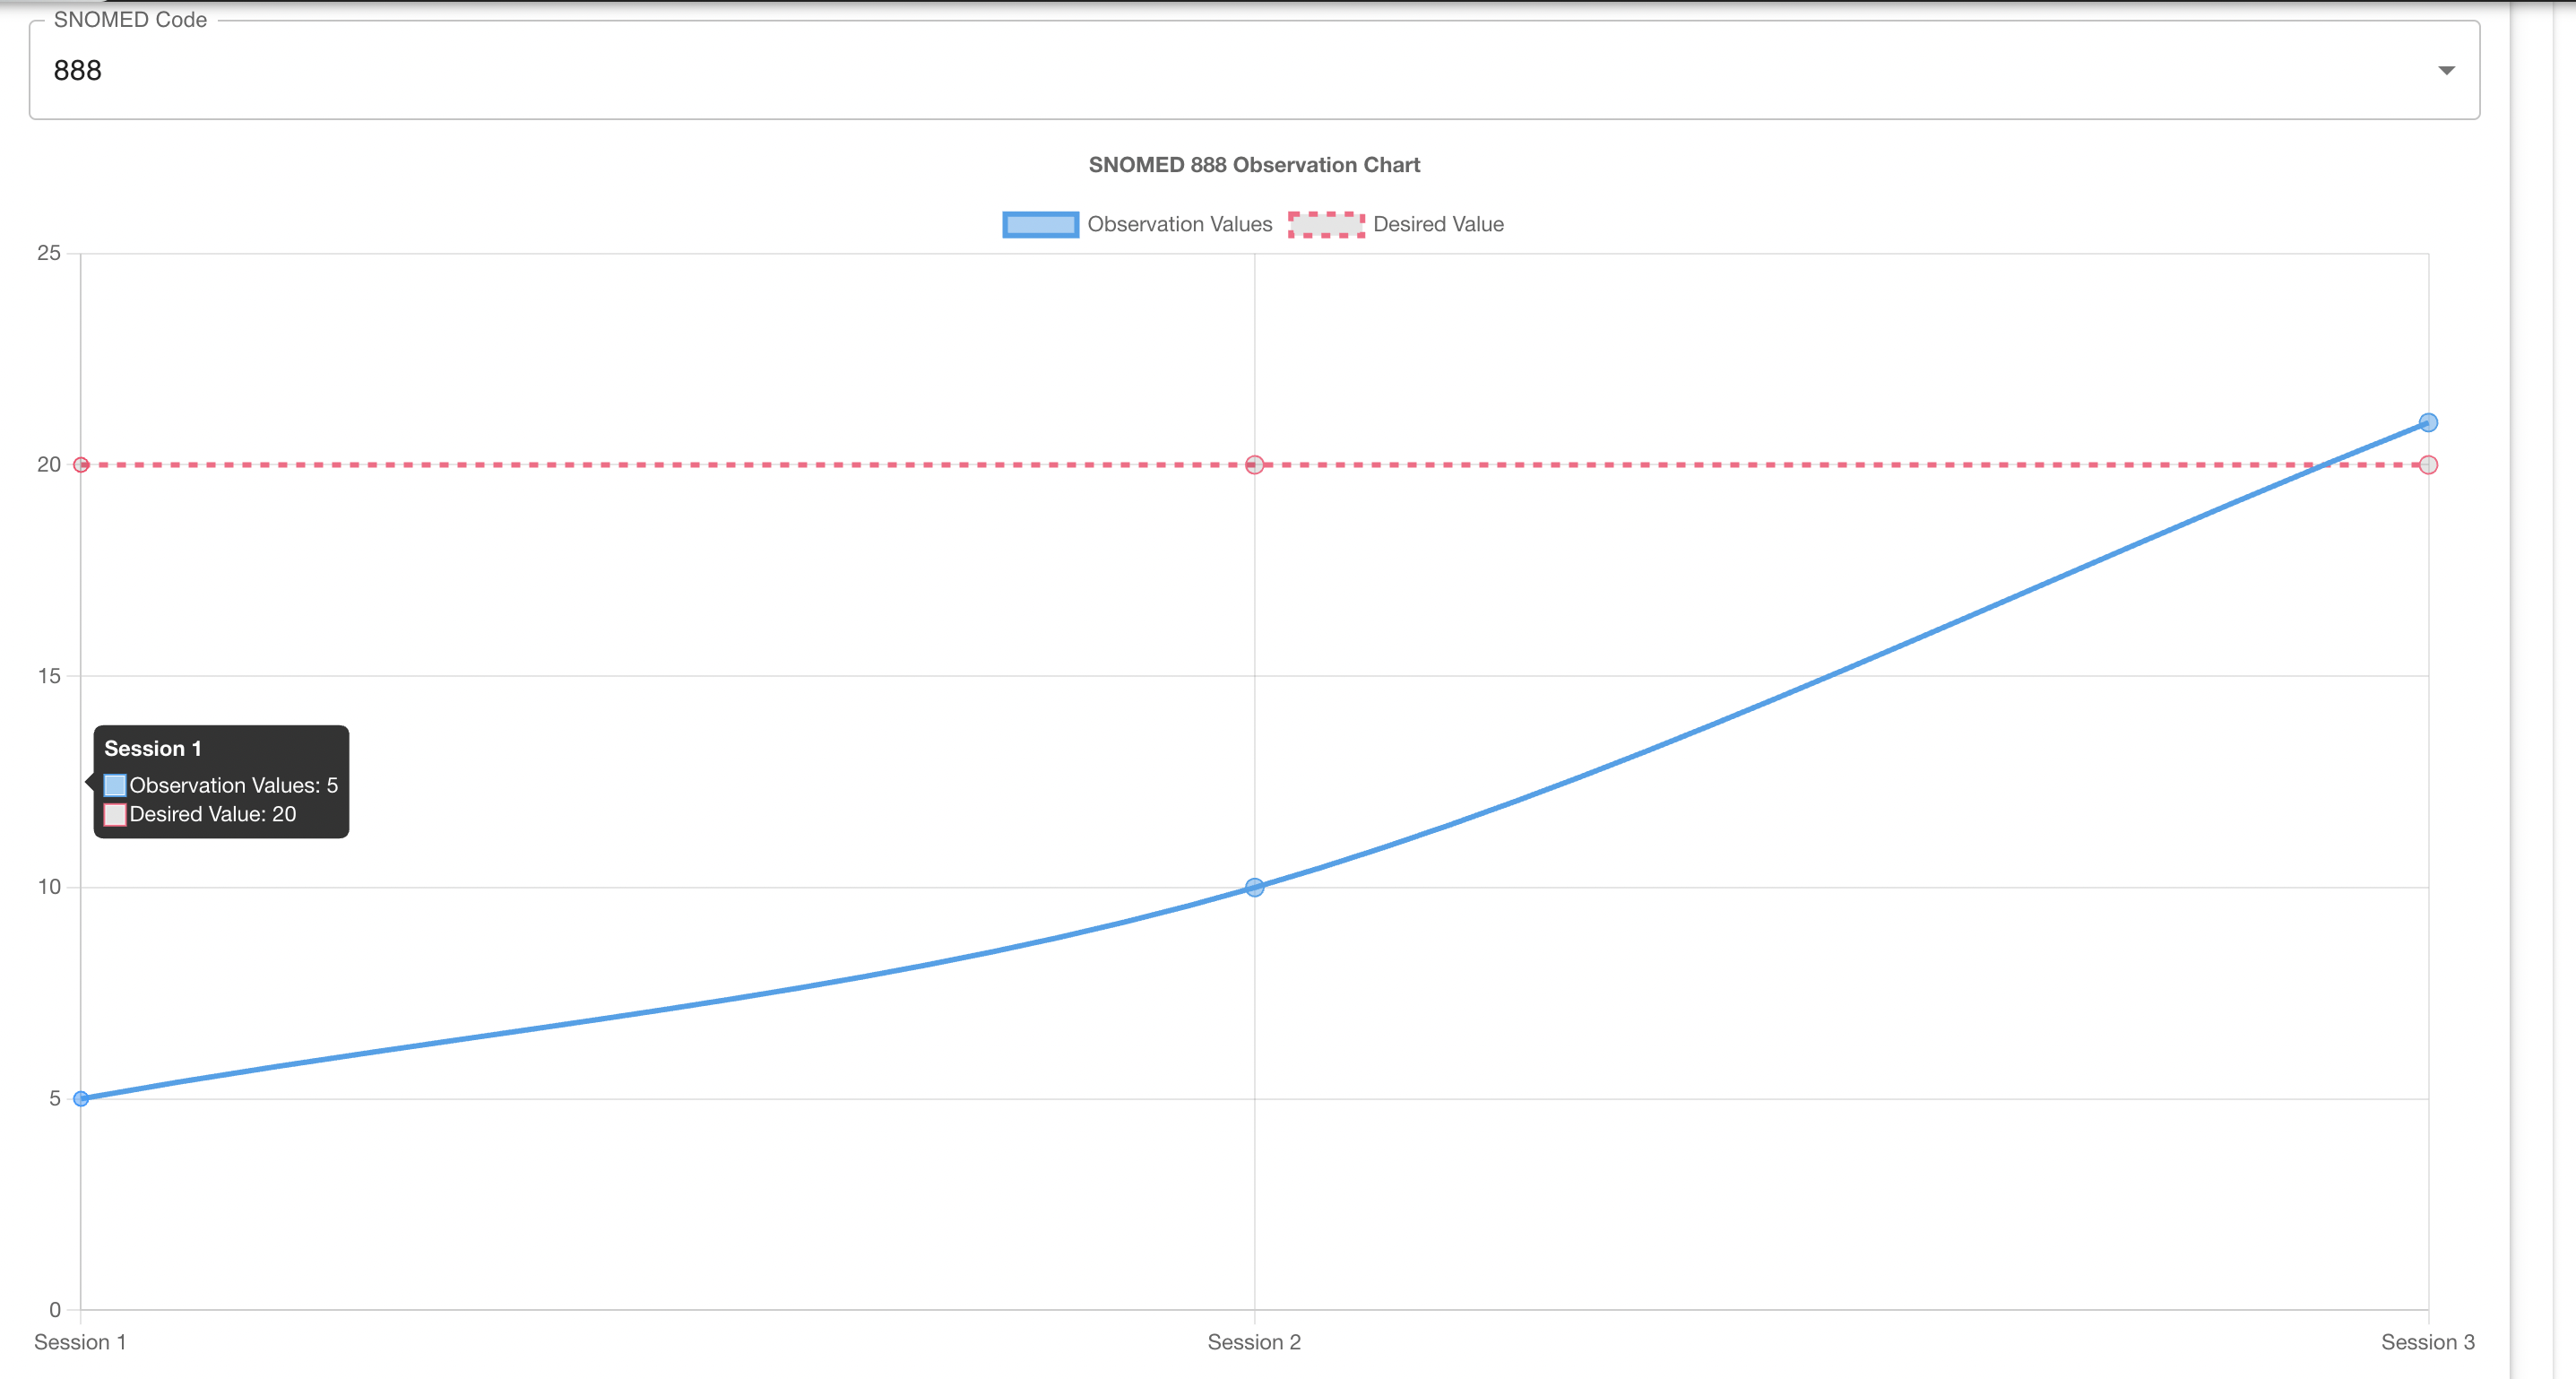 SNOMED Code
888
SNOMED 888 Observation Chart
Observation Values Desired Value
25
20
15
Session 1
Observation Values: 5
Desired Value: 20
10
5
0
Session 1 Session 2 Session 3